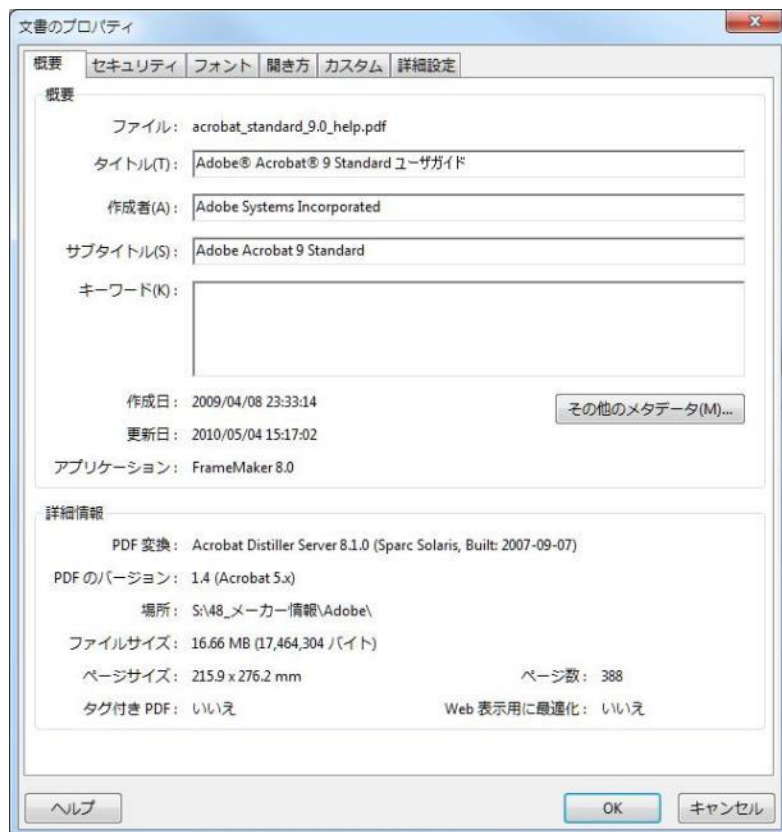 文書のプロパティ
概要 セキュリティ フォント 開き方 カスタム 詳細設定
概要
ファイル: acrobat_standard_9.0_help.pdf
タイトル(T): Adobe® Acrobat® 9 Standard ユーザガイド
作成者(A): Adobe Systems Incorporated
サブタイトル(S): Adobe Acrobat 9 Standard
キーワード(K):
作成日: 2009/04/08 23:33:14
その他のメタデータ(M)...
更新日: 2010/05/04 15:17:02
アプリケーション: FrameMaker 8.0
詳細情報
PDF 変換: Acrobat Distiller Server 8.1.0 (Sparc Solaris, Built: 2007-09-07)
PDF のバージョン: 1.4 (Acrobat 5.x)
場所: S:\48_メーカー情報\Adobe\
ファイルサイズ: 16.66 MB (17,464,304 バイト)
ページサイズ: 215.9 x 276.2 mm ページ数: 388
タグ付き PDF: いいえ Web 表示用に最適化: いいえ
ヘルプ OK キャンセル